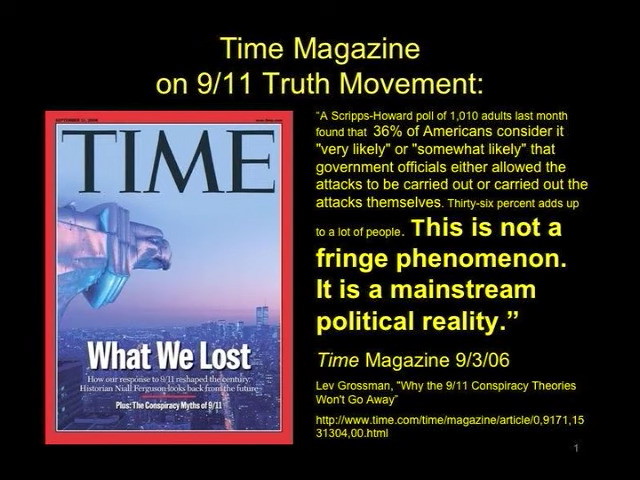 Time Magazine
on 9/11 Truth Movement:
SEPTEMBER 11, 2006
www.time.com
TIME
What We Lost
How our response to 9/11 reshaped the century.
Historian Niall Ferguson looks back from the future
Plus: The Conspiracy Myths of 9/11
"A Scripps-Howard poll of 1,010 adults last month
found that 36% of Americans consider it
"very likely" or "somewhat likely" that
government officials either allowed the
attacks to be carried out or carried out the
attacks themselves. Thirty-six percent adds up
to a lot of people. This is not a
fringe phenomenon.
It is a mainstream
political reality.”
Time Magazine 9/3/06
Lev Grossman, "Why the 9/11 Conspiracy Theories
Won't Go Away”
http://www.time.com/time/magazine/article/0,9171,15
31304,00.html
1